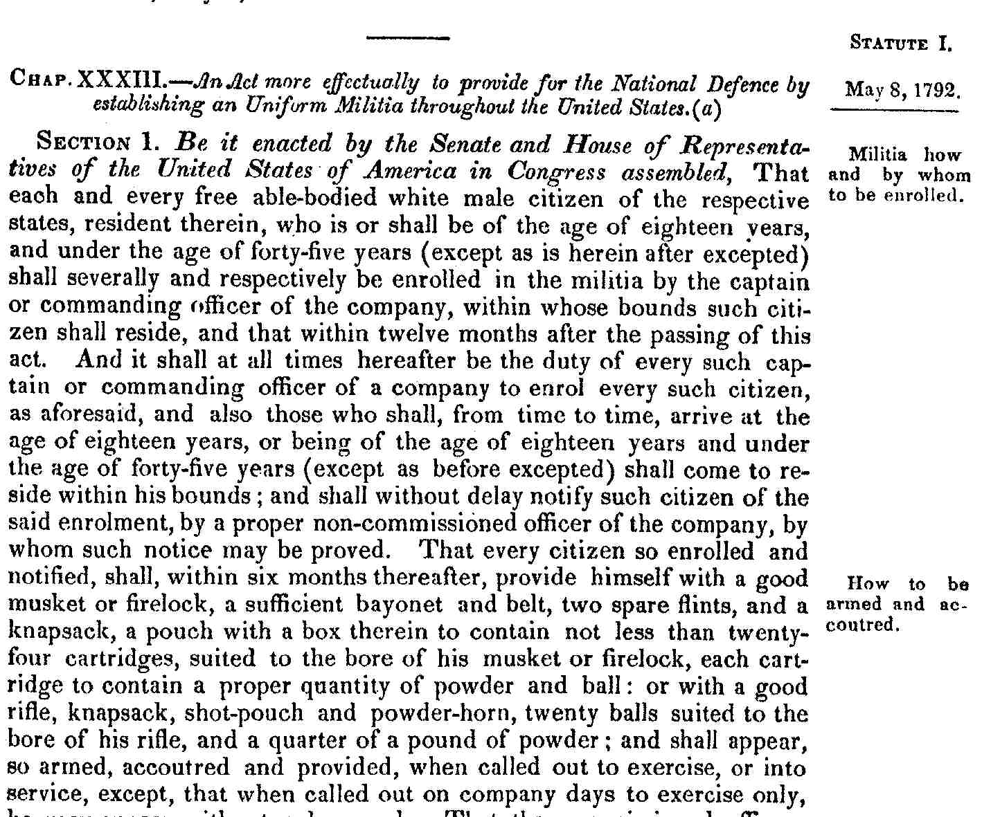 STATUTE I.
CHAP. XXXIII.—An Act more effectually to provide for the National Defence by
establishing an Uniform Militia throughout the United States.(a)
May 8, 1792.
SECTION 1. Be it enacted by the Senate and House of Representa-
tives of the United States of America in Congress assembled, That
each and every free able-bodied white male citizen of the respective
states, resident therein, who is or shall be of the age of eighteen years,
and under the age of forty-five years (except as is herein after excepted)
shall severally and respectively be enrolled in the militia by the captain
or commanding officer of the company, within whose bounds such citi-
zen shall reside, and that within twelve months after the passing of this
act. And it shall at all times hereafter be the duty of every such cap-
tain or commanding officer of a company to enrol every such citizen,
as aforesaid, and also those who shall, from time to time, arrive at the
age of eighteen years, or being of the age of eighteen years and under
the age of forty-five years (except as before excepted) shall come to re-
side within his bounds; and shall without delay notify such citizen of the
said enrolment, by a proper non-commissioned officer of the company, by
whom such notice may be proved. That every citizen so enrolled and
notified, shall, within six months thereafter, provide himself with a good
musket or firelock, a sufficient bayonet and belt, two spare flints, and a
knapsack, a pouch with a box therein to contain not less than twenty-
four cartridges, suited to the bore of his musket or firelock, each cart-
ridge to contain a proper quantity of powder and ball: or with a good
rifle, knapsack, shot-pouch and powder-horn, twenty balls suited to the
bore of his rifle, and a quarter of a pound of powder; and shall appear,
so armed, accoutred and provided, when called out to exercise, or into
service, except, that when called out on company days to exercise only,
Militia how
and by whom
to be enrolled.
How to be
armed and ac-
coutred.